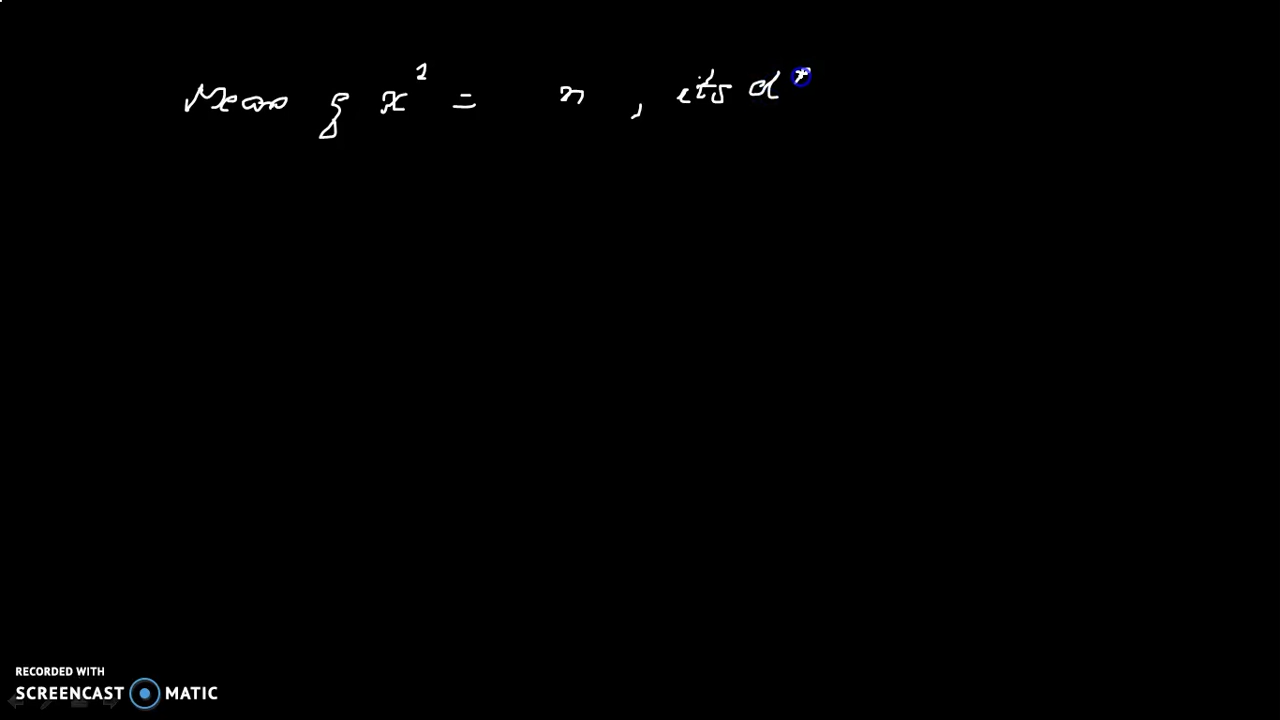 Mean of x² = n, its d
RECORDED WITH
SCREENCAST MATIC